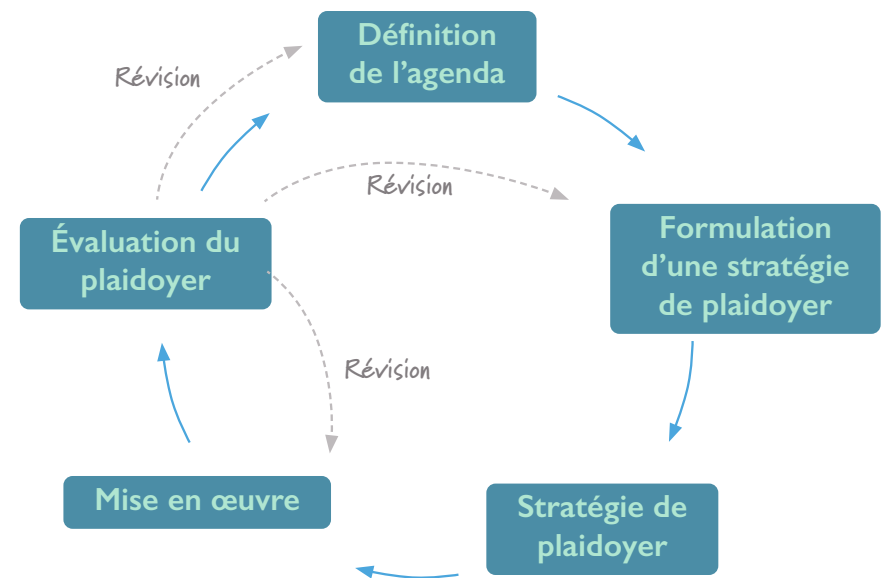 Définition
de l’agenda
Révision
Révision
Évaluation du
plaidoyer
Formulation
d’une stratégie
de plaidoyer
Révision
Mise en œuvre
Stratégie de
plaidoyer